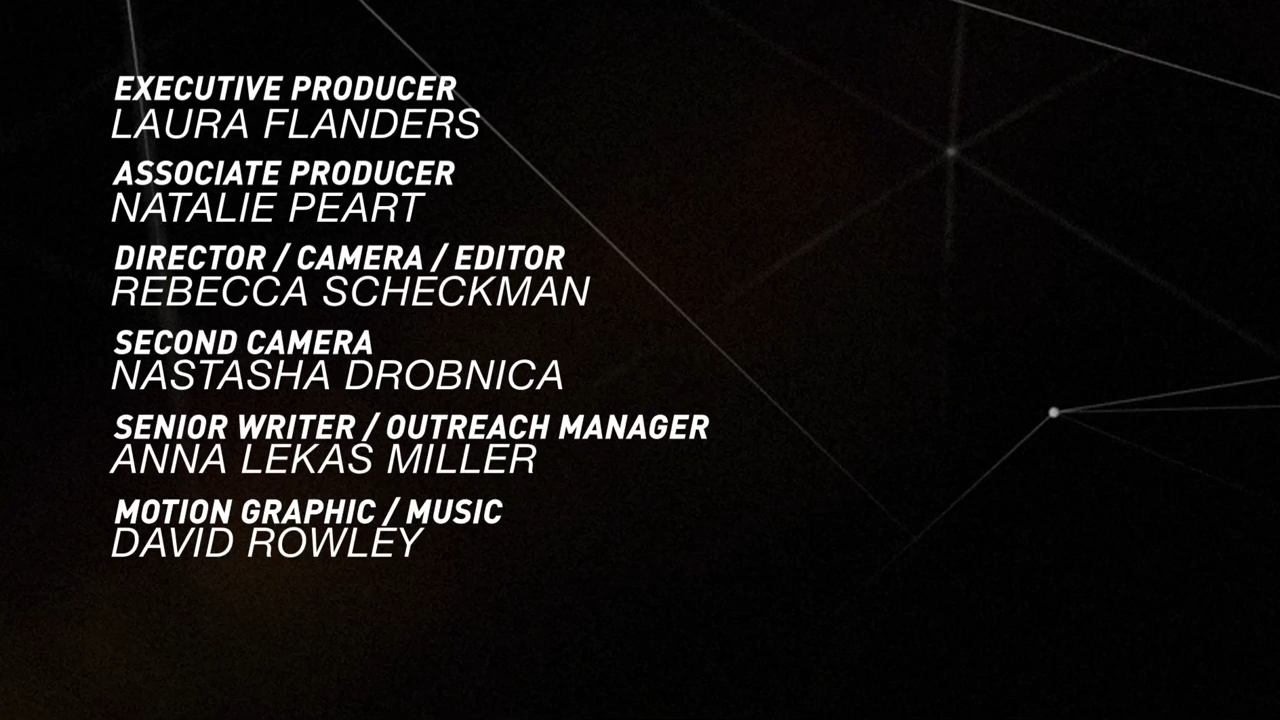 EXECUTIVE PRODUCER
LAURA FLANDERS
ASSOCIATE PRODUCER
NATALIE PEART
DIRECTOR / CAMERA / EDITOR
REBECCA SCHECKMAN
SECOND CAMERA
NASTASHA DROBNICA
SENIOR WRITER / OUTREACH MANAGER
ANNA LEKAS MILLER
MOTION GRAPHIC / MUSIC
DAVID ROWLEY